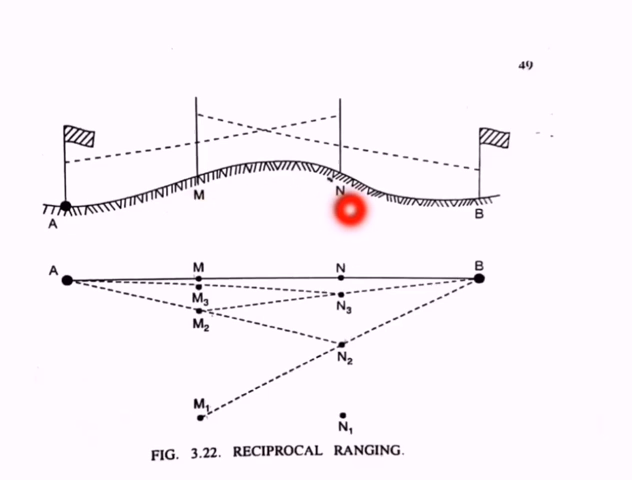 49
M
N
A
B
A
M
N
B
M3
N3
M2
N2
M1
N1
FIG. 3.22. RECIPROCAL RANGING.